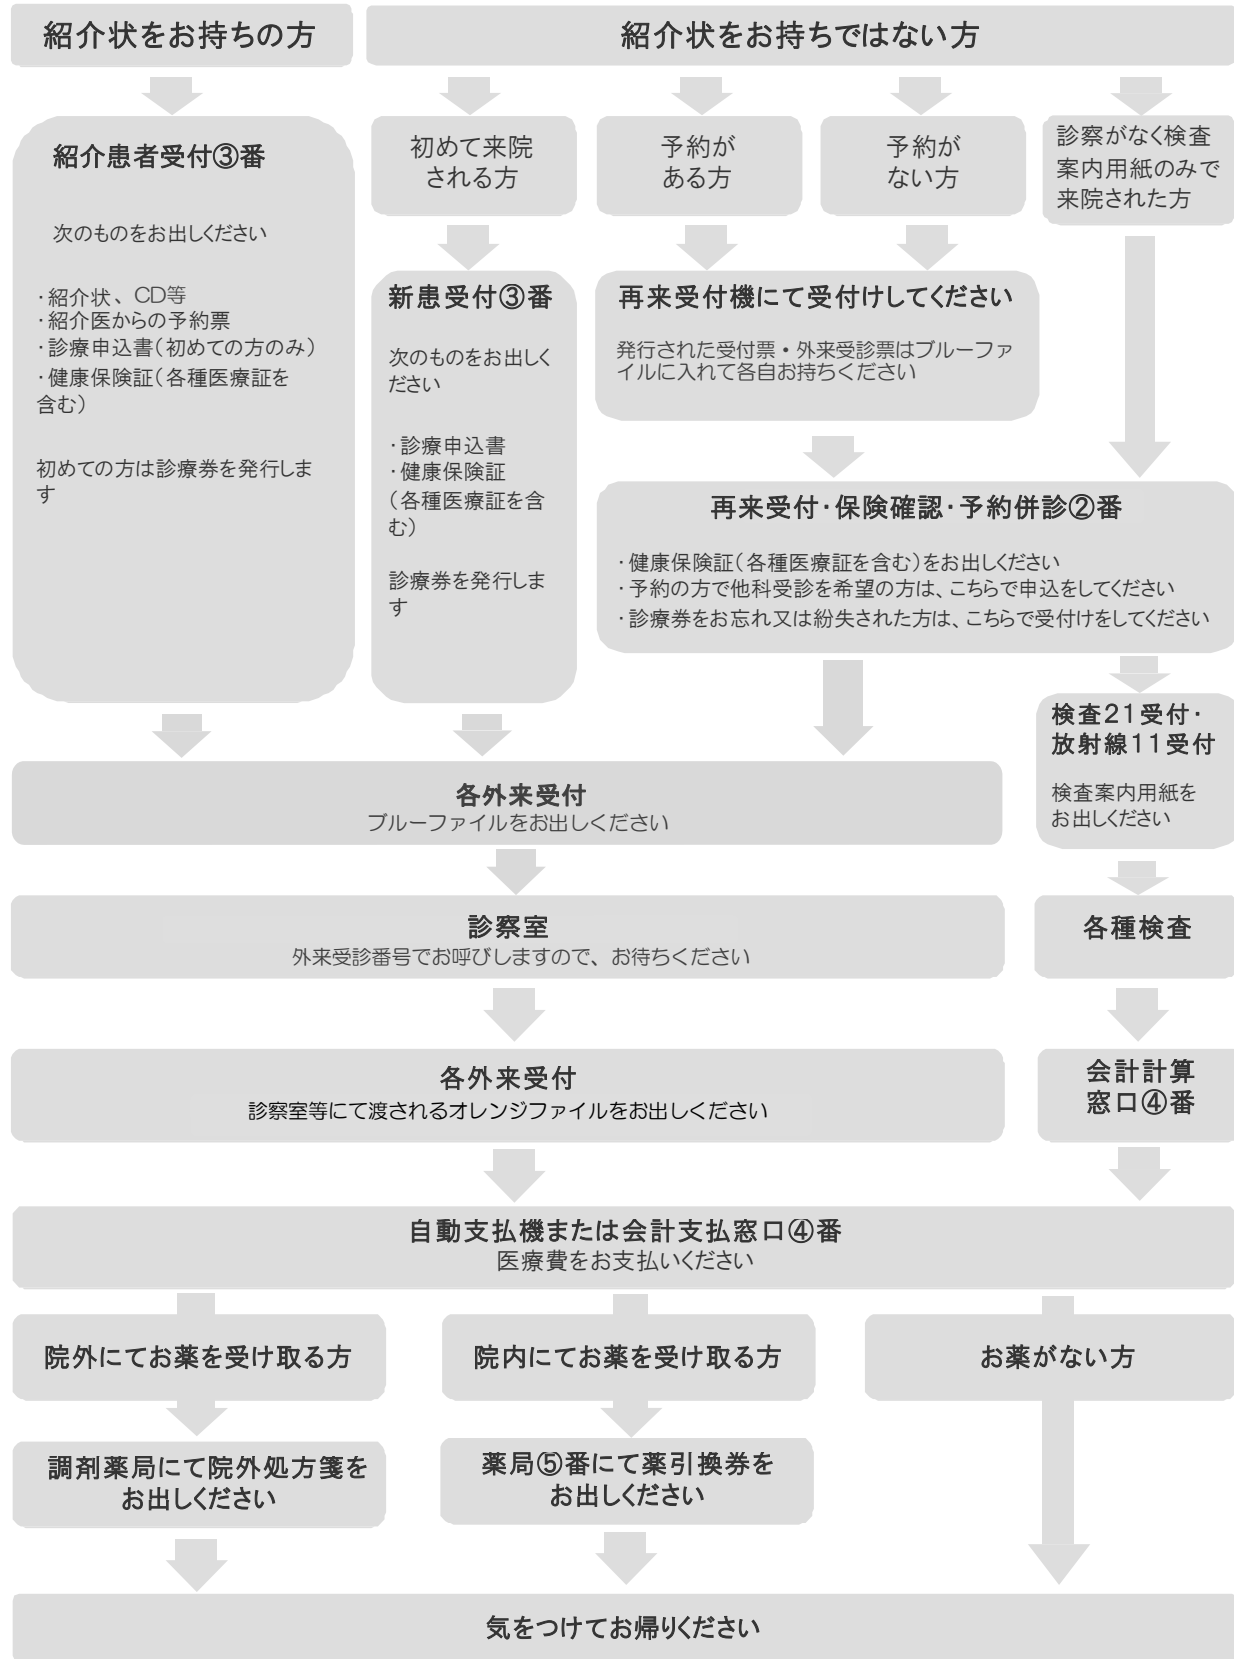 紹介状をお持ちの方
紹介状をお持ちではない方
紹介患者受付③番
次のものをお出しください
・紹介状、CD等
・紹介医からの予約票
・診療申込書(初めての方のみ)
・健康保険証(各種医療証を
含む)
初めての方は診療券を発行しま
す
初めて来院
される方
予約が
ある方
予約が
ない方
診察がなく検査
案内用紙のみで
来院された方
新患受付③番
次のものをお出しく
ださい
・診療申込書
・健康保険証
(各種医療証を含
む)
診療券を発行しま
す
再来受付機にて受付けしてください
発行された受付票・外来受診票はブルーファ
イルに入れて各自お持ちください
再来受付・保険確認・予約併診②番
・健康保険証(各種医療証を含む)をお出しください
・予約の方で他科受診を希望の方は、こちらで申込をしてください
・診療券をお忘れ又は紛失された方は、こちらで受付けをしてください
検査21受付・
放射線11受付
検査案内用紙を
お出しください
各外来受付
ブルーファイルをお出しください
診察室
外来受診番号でお呼びしますので、お待ちください
各種検査
各外来受付
診察室等にて渡されるオレンジファイルをお出しください
会計計算
窓口④番
自動支払機または会計支払窓口④番
医療費をお支払いください
院外にてお薬を受け取る方
院内にてお薬を受け取る方
お薬がない方
調剤薬局にて院外処方箋を
お出しください
薬局⑤番にて薬引換券を
お出しください
気をつけてお帰りください